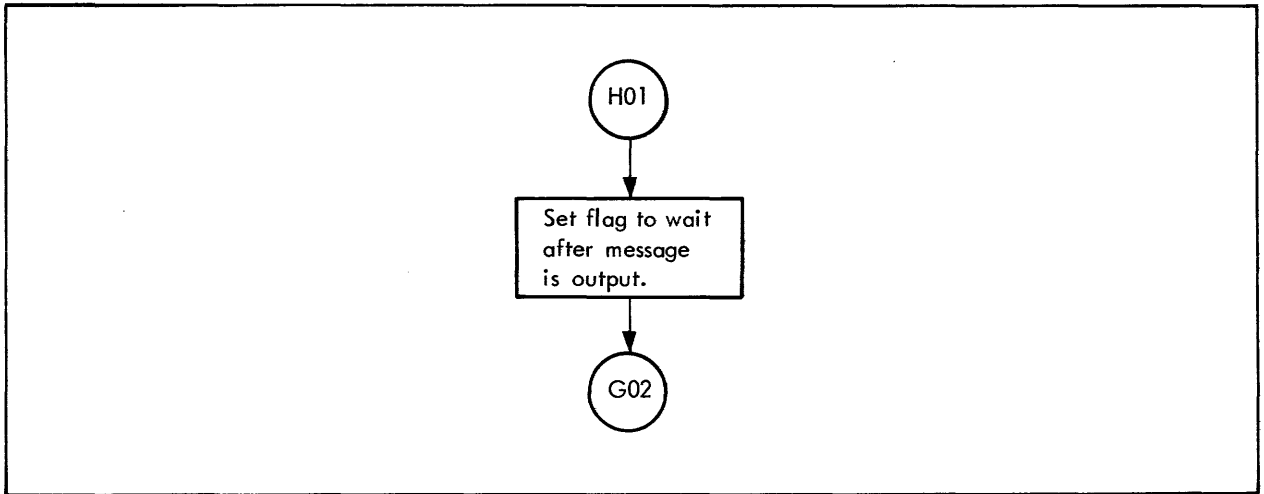 H01
Set flag to wait
after message
is output.
G02